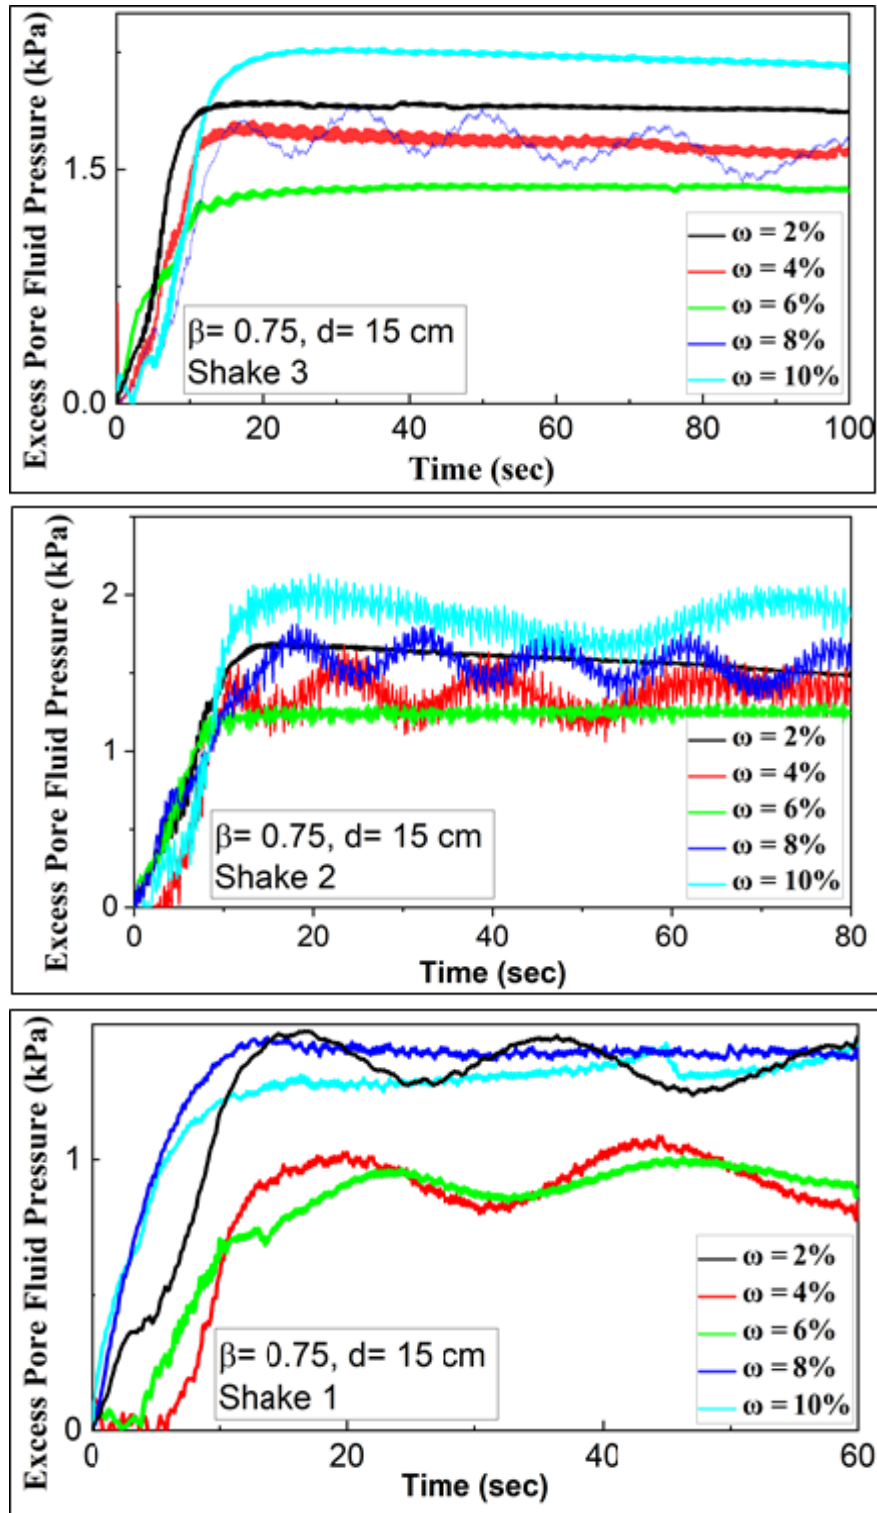 Excess Pore Fluid Pressure (kPa)
1.5
0.0
ω = 2%
ω = 4%
ω = 6%
ω = 8%
ω = 10%
β= 0.75, d= 15 cm
Shake 3
0 20 40 60 80 100
Time (sec)
Excess Pore Fluid Pressure (kPa)
2
1
0
ω = 2%
ω = 4%
ω = 6%
ω = 8%
ω = 10%
β= 0.75, d= 15 cm
Shake 2
0 20 40 60 80
Time (sec)
Excess Pore Fluid Pressure (kPa)
1
0
ω = 2%
ω = 4%
ω = 6%
ω = 8%
ω = 10%
β= 0.75, d= 15 cm
Shake 1
0 20 40 60
Time (sec)